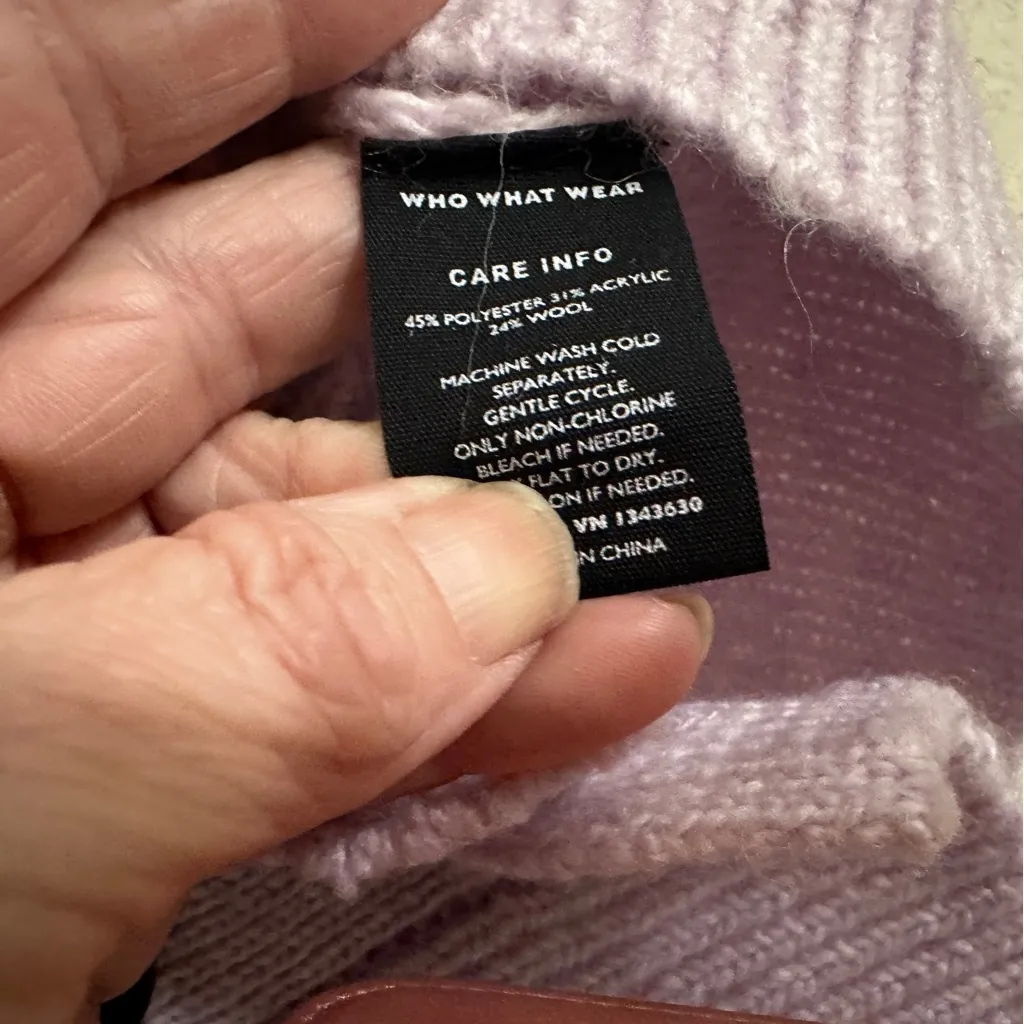 WHO WHAT WEAR
CARE INFO
45% POLYESTER 31% ACRYLIC
24% WOOL
MACHINE WASH COLD
SEPARATELY.
GENTLE CYCLE.
ONLY NON-CHLORINE
BLEACH IF NEEDED.
FLAT TO DRY.
IF NEEDED.
VN 1343630
CHINA